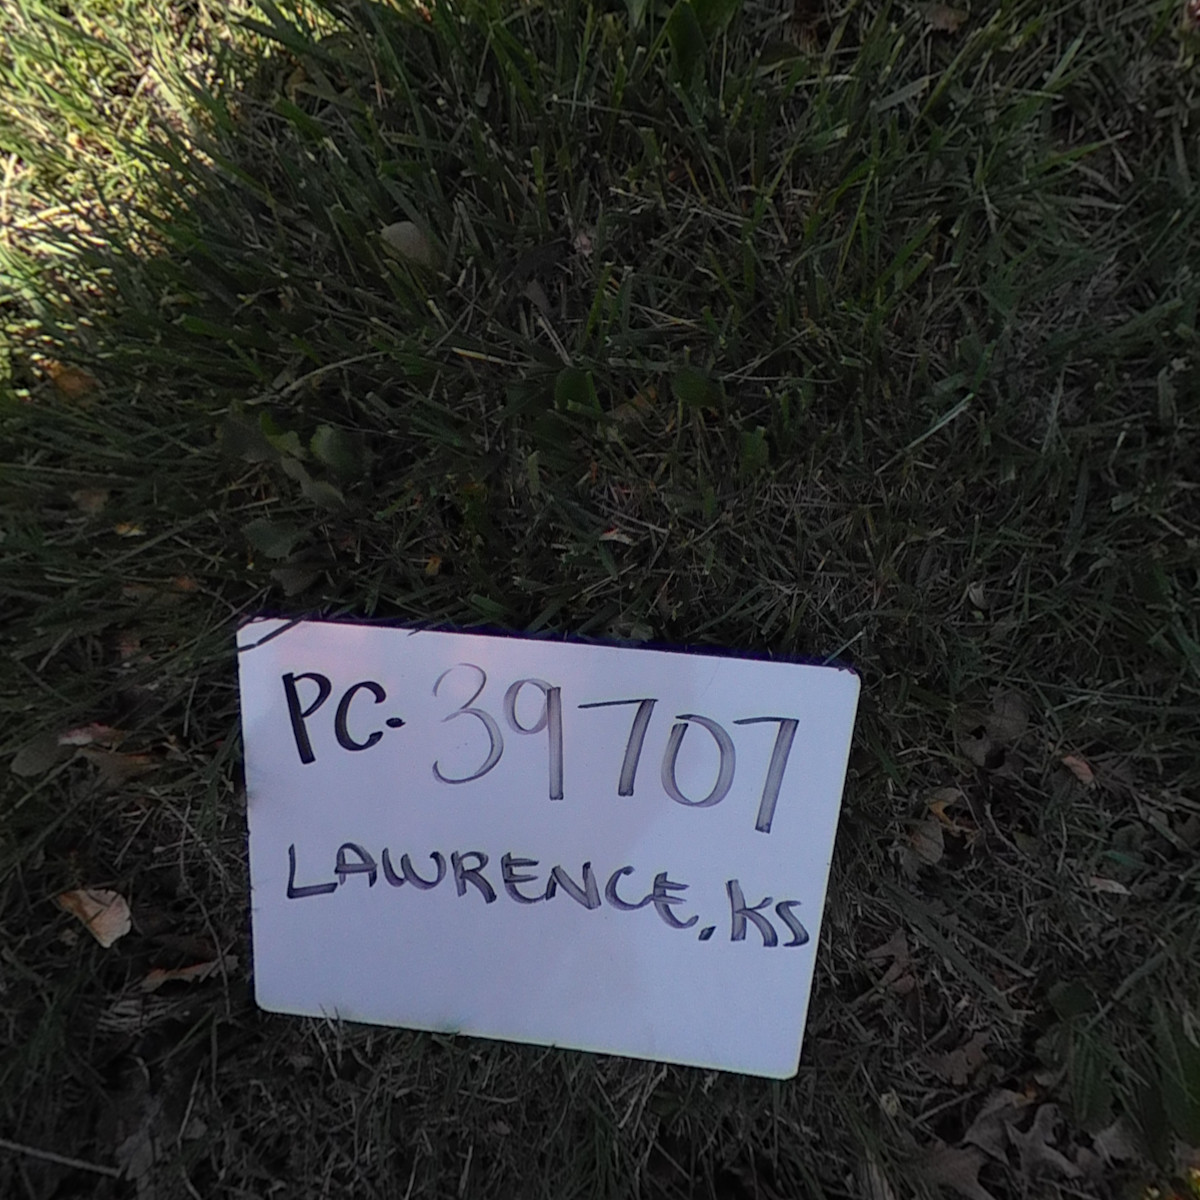 PC. 39707
LAWRENCE, KS